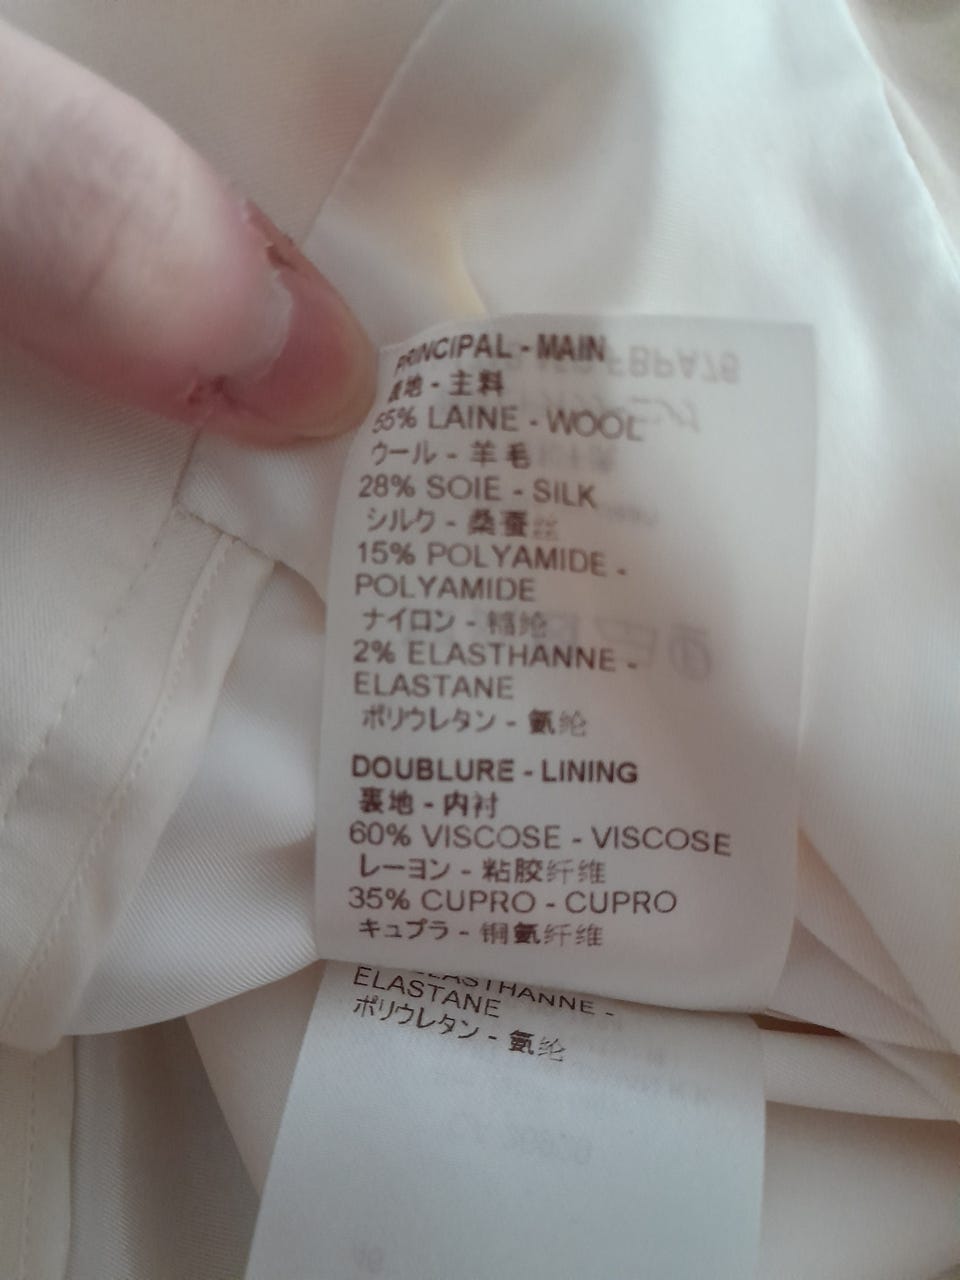 PRINCIPAL - MAIN
表地 - 主料
55% LAINE - WOOL
ウール - 羊毛
28% SOIE - SILK
シルク - 桑蚕丝
15% POLYAMIDE -
POLYAMIDE
ナイロン - 锦纶
2% ELASTHANNE -
ELASTANE
ポリウレタン - 氨纶
DOUBLURE - LINING
裏地 - 内衬
60% VISCOSE - VISCOSE
レーヨン - 粘胶纤维
35% CUPRO - CUPRO
キュプラ - 铜氨纤维
ELASTHANNE -
ELASTANE
ポリウレタン - 氨纶